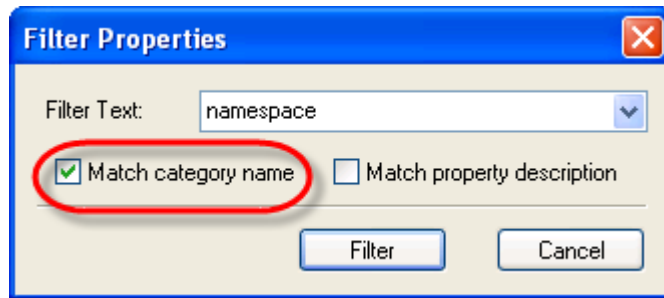 Filter Properties
Filter Text: namespace
Match category name Match property description
Filter Cancel